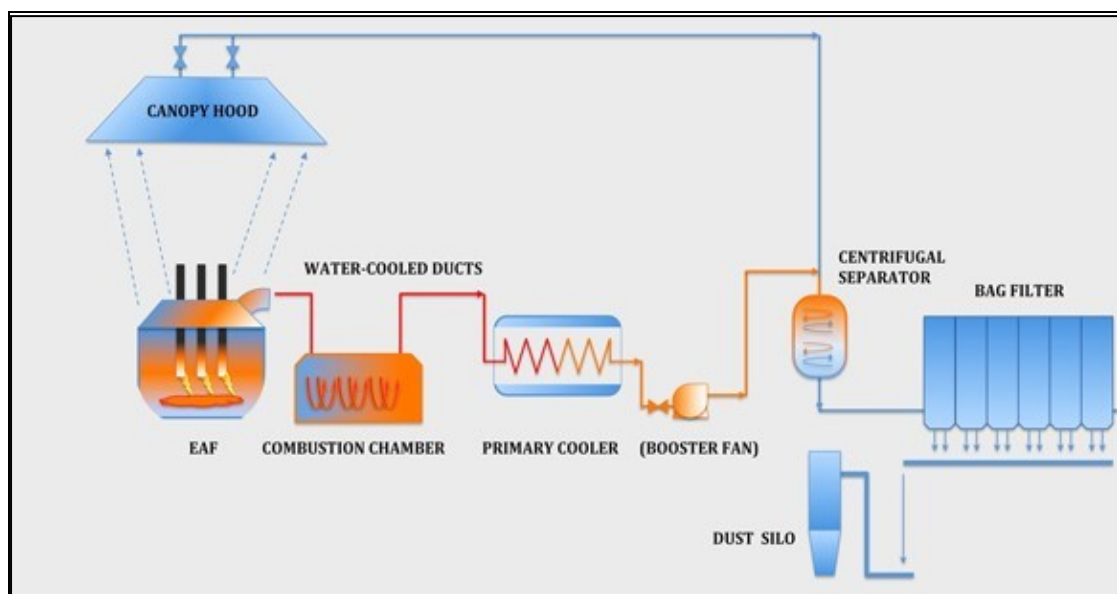 CANOPY HOOD
WATER-COOLED DUCTS
CENTRIFUGAL
SEPARATOR
BAG FILTER
EAF
COMBUSTION CHAMBER
PRIMARY COOLER
(BOOSTER FAN)
DUST SILO